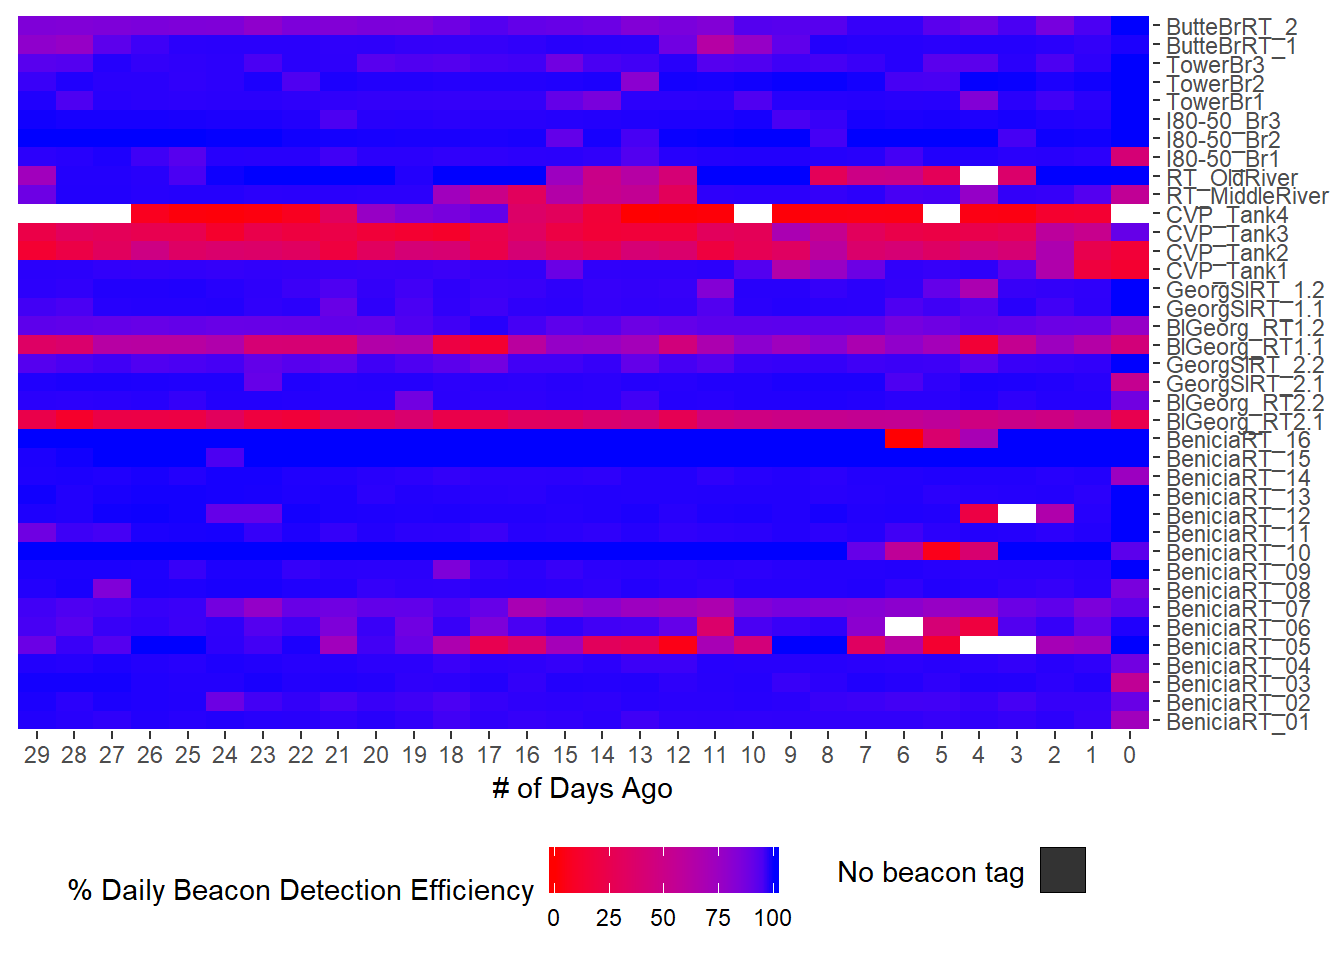 ButteBrRT_2
ButteBrRT_1
TowerBr3
TowerBr2
TowerBr1
I80-50_Br3
I80-50_Br2
I80-50_Br1
RT_OldRiver
RT_MiddleRiver
CVP_Tank4
CVP_Tank3
CVP_Tank2
CVP_Tank1
GeorgSlRT_1.2
GeorgSlRT_1.1
BlGeorg_RT1.2
BlGeorg_RT1.1
GeorgSlRT_2.2
GeorgSlRT_2.1
BlGeorg_RT2.2
BlGeorg_RT2.1
BeniciaRT_16
BeniciaRT_15
BeniciaRT_14
BeniciaRT_13
BeniciaRT_12
BeniciaRT_11
BeniciaRT_10
BeniciaRT_09
BeniciaRT_08
BeniciaRT_07
BeniciaRT_06
BeniciaRT_05
BeniciaRT_04
BeniciaRT_03
BeniciaRT_02
BeniciaRT_01
29 28 27 26 25 24 23 22 21 20 19 18 17 16 15 14 13 12 11 10 9 8 7 6 5 4 3 2 1 0
# of Days Ago
% Daily Beacon Detection Efficiency
0 25 50 75 100
No beacon tag